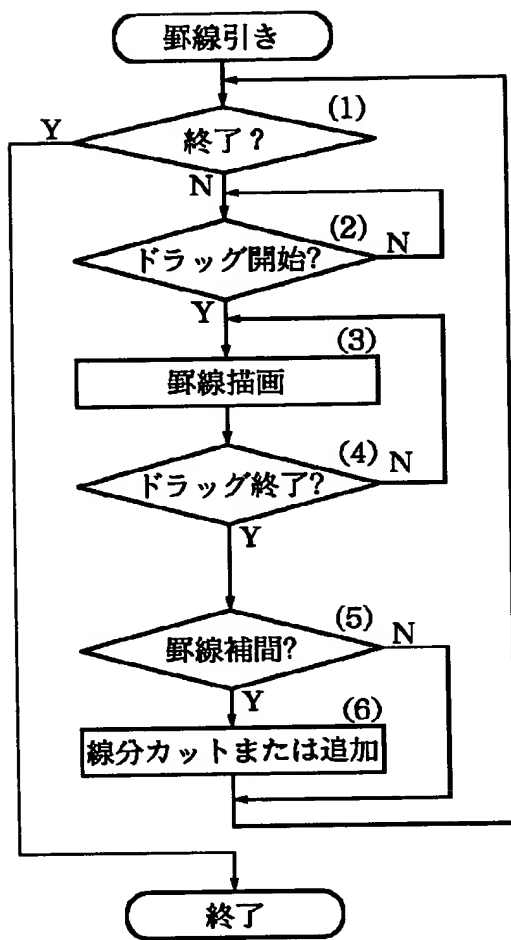 罫線引き
(1)
終了?
Y
N
(2)
ドラッグ開始?
N
Y
(3)
罫線描画
(4)
ドラッグ終了?
N
Y
(5)
罫線補間?
N
Y
(6)
線分カットまたは追加
終了